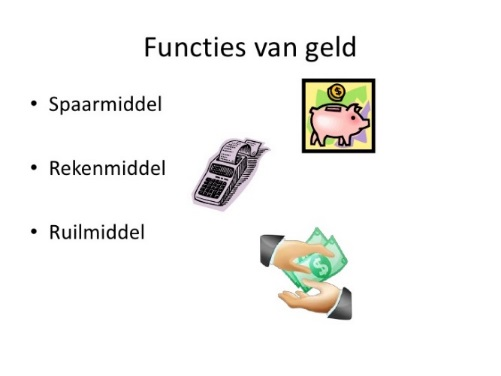 Functies van geld
• Spaarmiddel
• Rekenmiddel
• Ruilmiddel